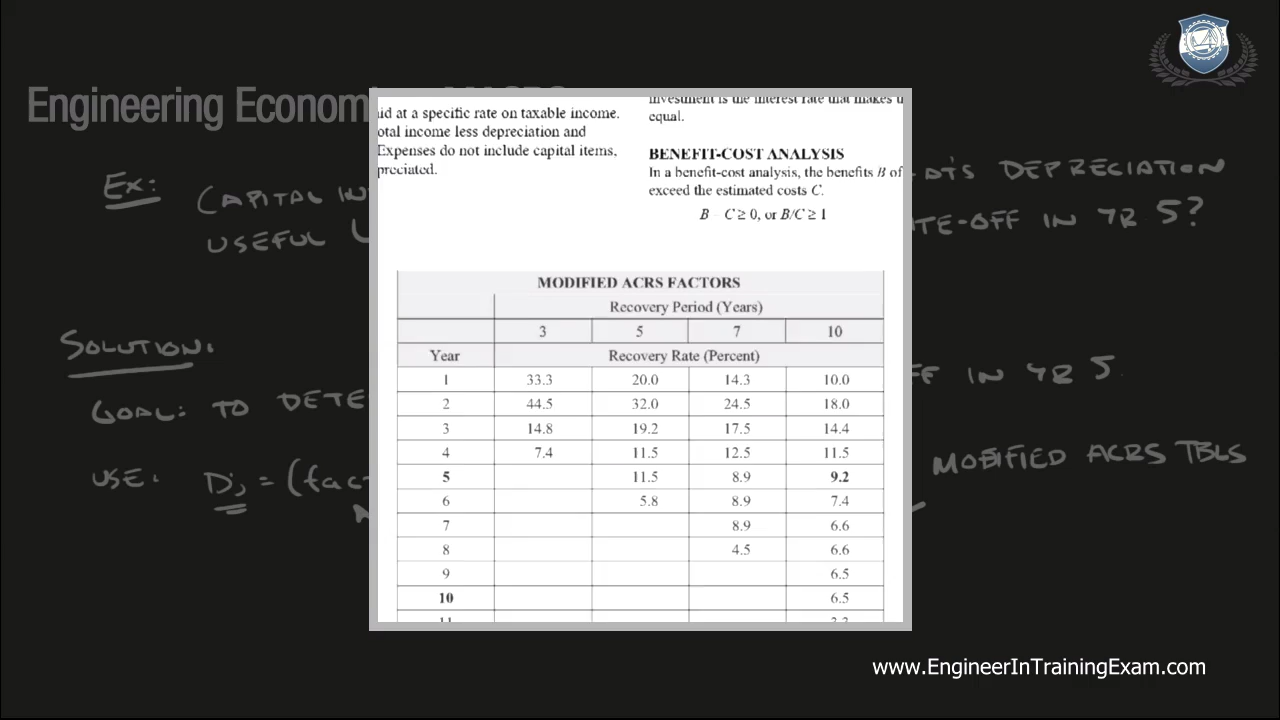 Engineering Econom
Ex: CAPITAL IN
USEFUL
DEPRECIATION
TE-OFF IN YR 5?
SOLUTION:
GOAL: TO DETE
FF IN YR 5
USE: Dj = (fac
MODIFIED ACRS TBLS
id at a specific rate on taxable income.
otal income less depreciation and
Expenses do not include capital items,
preciated.
investment is the interest rate that makes
equal.
BENEFIT-COST ANALYSIS
In a benefit-cost analysis, the benefits B of
exceed the estimated costs C.
B – C ≥ 0, or B/C ≥ 1
MODIFIED ACRS FACTORS
Recovery Period (Years)
3 5 7 10
Year Recovery Rate (Percent)
1 33.3 20.0 14.3 10.0
2 44.5 32.0 24.5 18.0
3 14.8 19.2 17.5 14.4
4 7.4 11.5 12.5 11.5
5 11.5 8.9 9.2
6 5.8 8.9 7.4
7 8.9 6.6
8 4.5 6.6
9 6.5
10 6.5
11 3.3
www.EngineerInTrainingExam.com